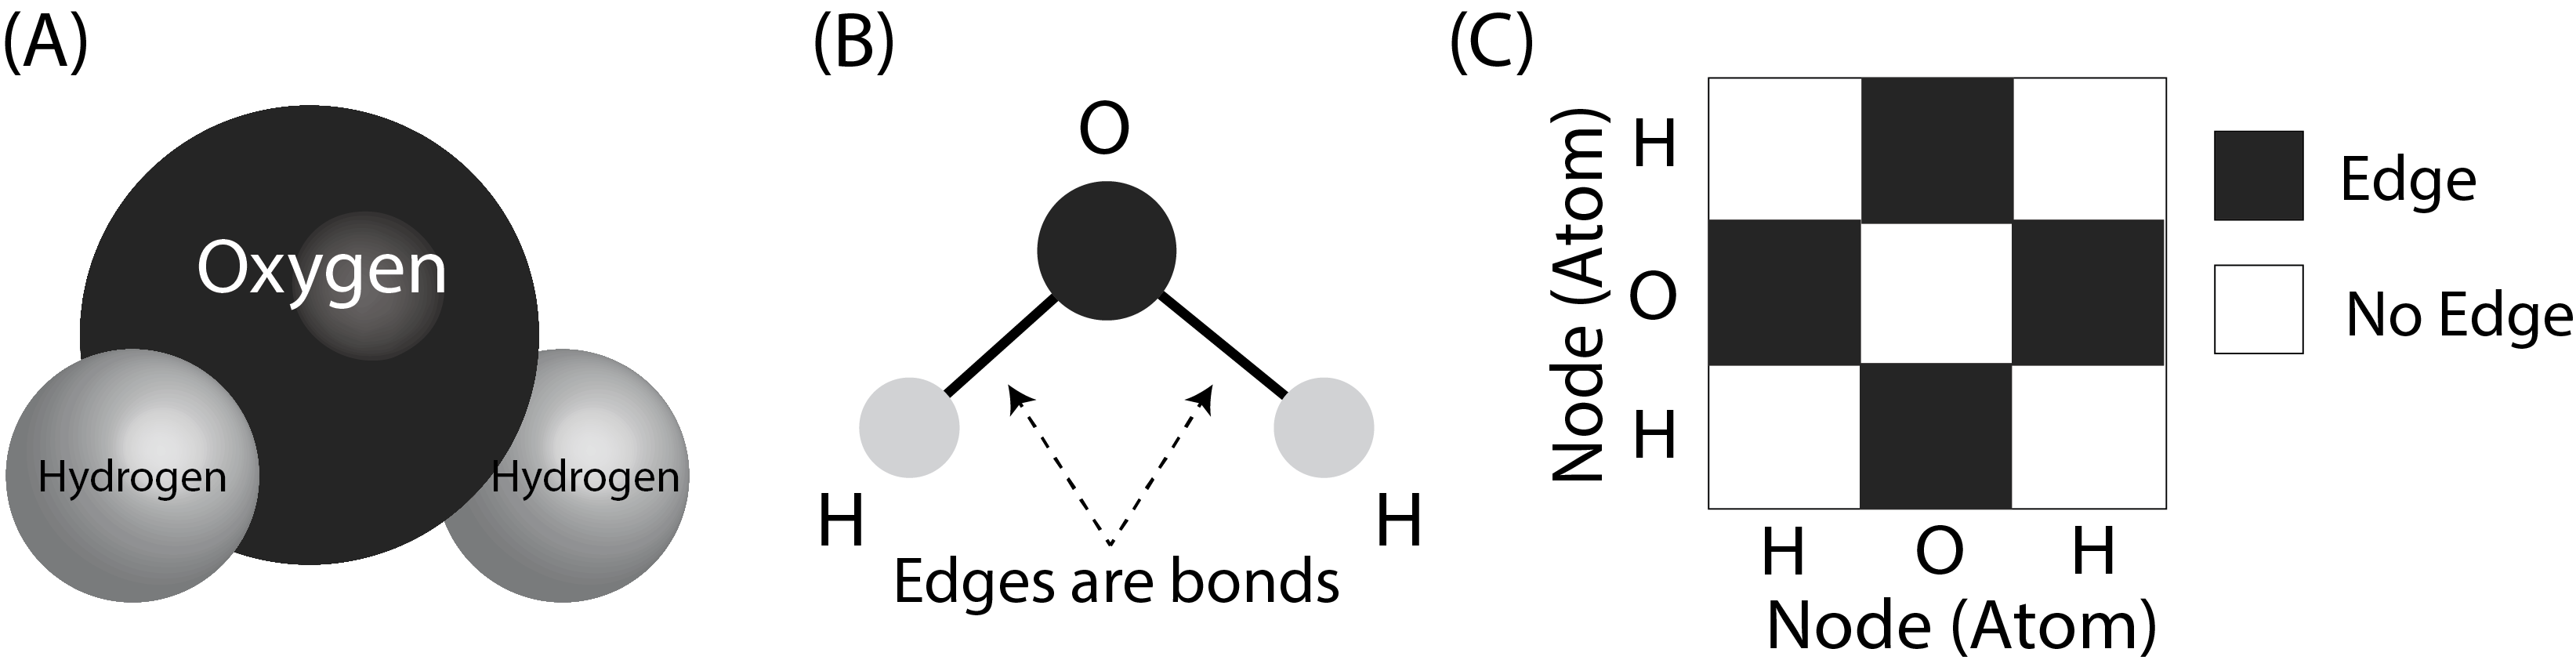 (A)
Oxygen
Hydrogen
Hydrogen
(B)
O
H
H
Edges are bonds
(C)
Node (Atom)
H
O
H
H
O
H
Node (Atom)
Edge
No Edge